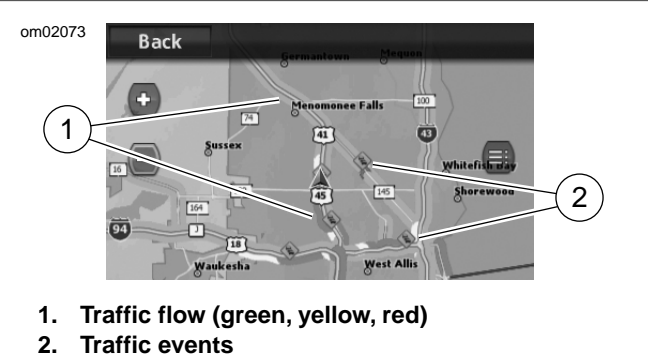 om02073
Back
Germantown
Mequon
Menomonee Falls
100
74
41
43
Sussex
Whitefish Bay
16
45
145
Shorewood
164
94
J
18
Waukesha
West Allis
1
2
1. Traffic flow (green, yellow, red)
2. Traffic events